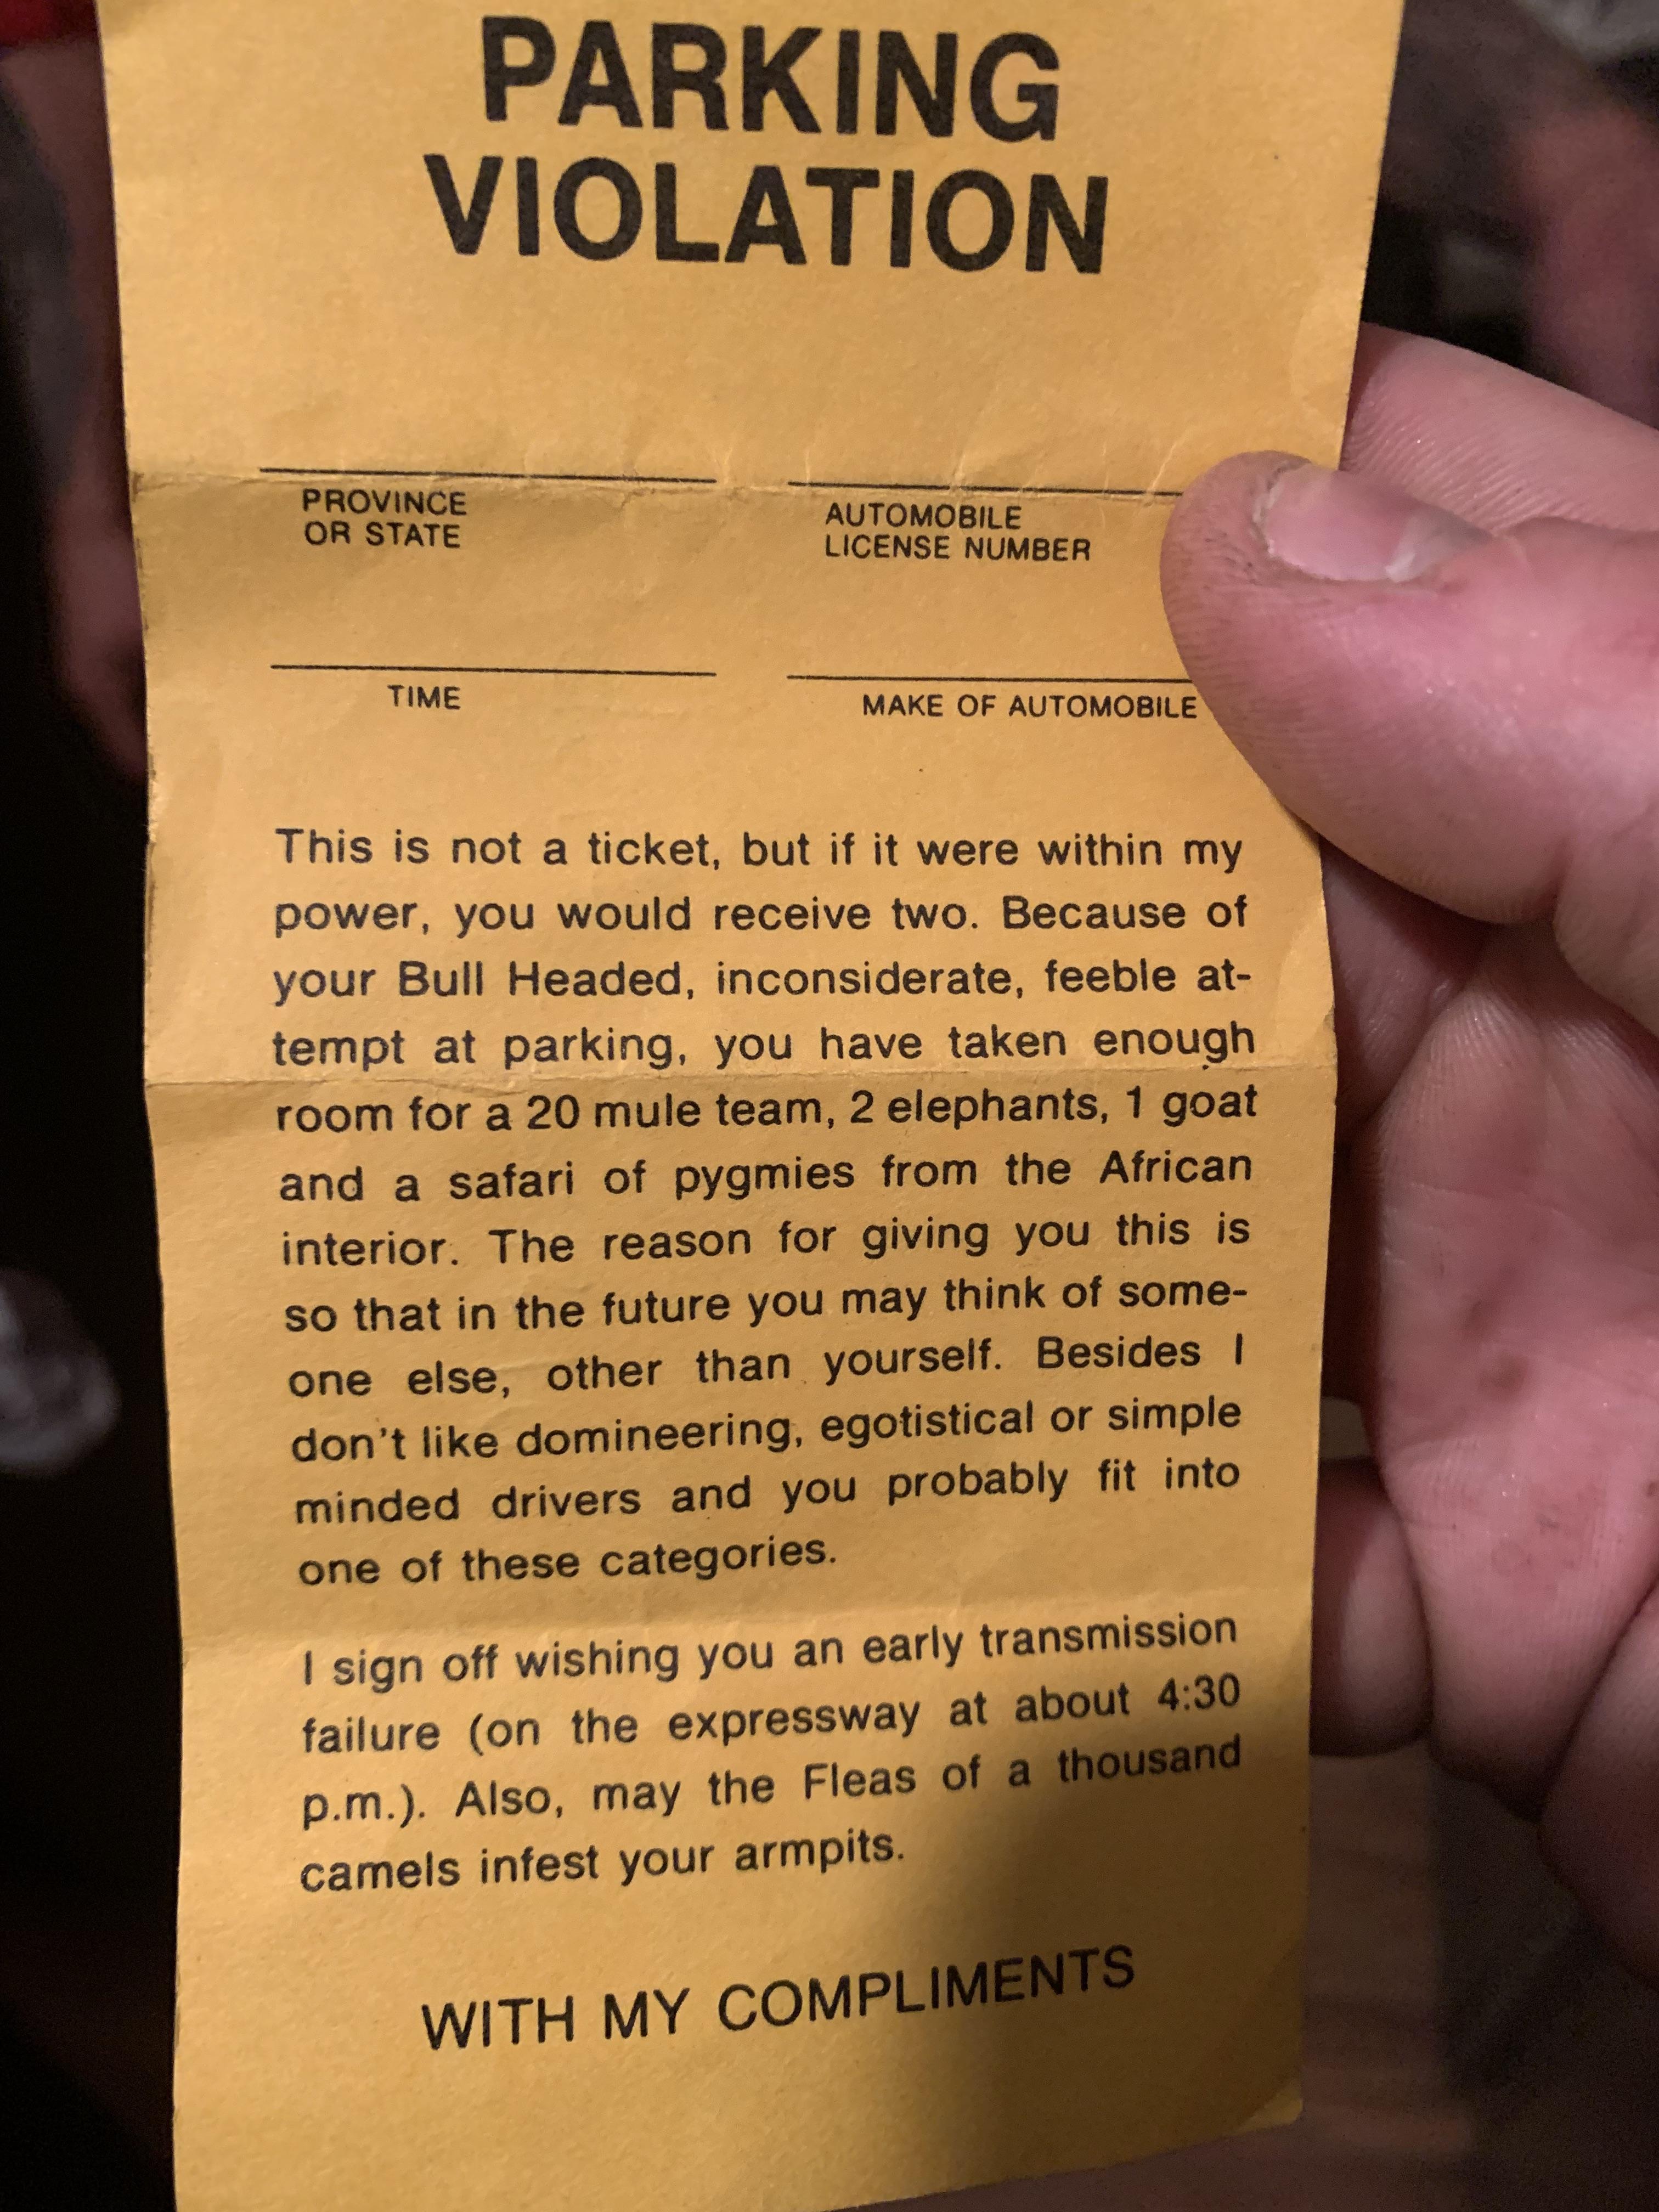 PARKING
VIOLATION
PROVINCE
OR STATE
AUTOMOBILE
LICENSE NUMBER
TIME
MAKE OF AUTOMOBILE
This is not a ticket, but if it were within my
power, you would receive two. Because of
your Bull Headed, inconsiderate, feeble at-
tempt at parking, you have taken enough
room for a 20 mule team, 2 elephants, 1 goat
and a safari of pygmies from the African
interior. The reason for giving you this is
so that in the future you may think of some-
one else, other than yourself. Besides I
don't like domineering, egotistical or simple
minded drivers and you probably fit into
one of these categories.
I sign off wishing you an early transmission
failure (on the expressway at about 4:30
p.m.). Also, may the Fleas of a thousand
camels infest your armpits.
WITH MY COMPLIMENTS